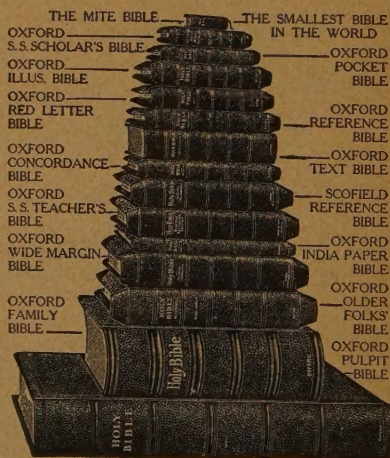 THE MITE BIBLE
THE SMALLEST BIBLE
IN THE WORLD
OXFORD
S.S. SCHOLAR'S BIBLE
OXFORD
POCKET
BIBLE
OXFORD
ILLUS. BIBLE
OXFORD
RED LETTER
BIBLE
OXFORD
REFERENCE
BIBLE
OXFORD
CONCORDANCE
BIBLE
OXFORD
TEXT BIBLE
OXFORD
S.S. TEACHER'S
BIBLE
SCOFIELD
REFERENCE
BIBLE
OXFORD
WIDE MARGIN
BIBLE
OXFORD
INDIA PAPER
BIBLE
OXFORD
FAMILY
BIBLE
OXFORD
OLDER
FOLKS'
BIBLE
OXFORD
PULPIT
BIBLE
HOLY
BIBLE
Holy Bible
HOLY
BIBLE